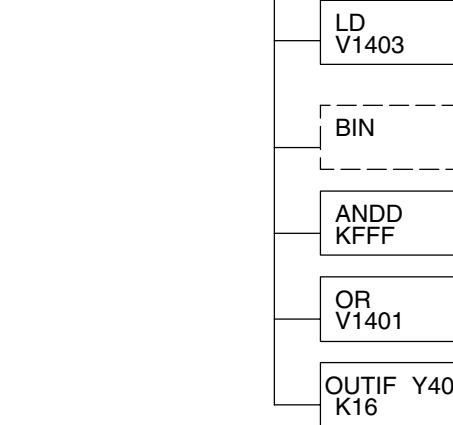 LD
V1403
BIN
ANDD
KFFF
OR
V1401
OUTIF Y40
K16